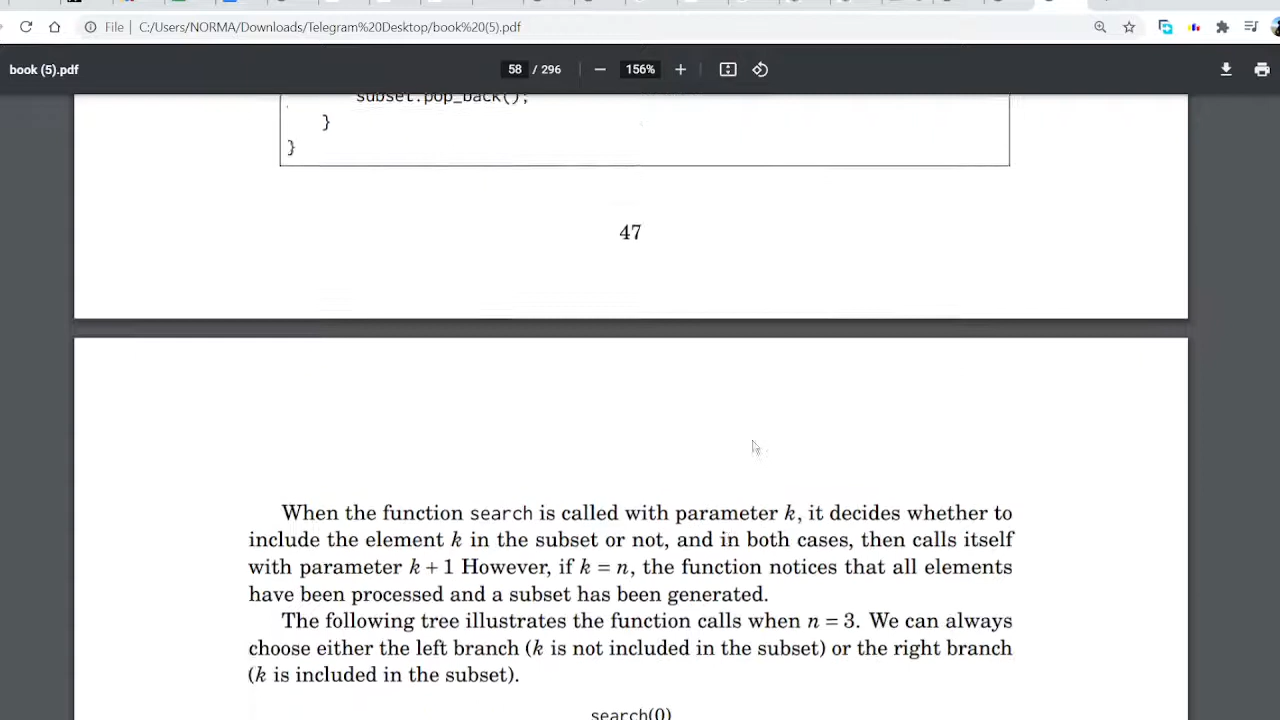 File | C:/Users/NORMA/Downloads/Telegram%20Desktop/book%20(5).pdf
book (5).pdf
58 / 296
156%
subset.pop_back();
}
}
47
When the function search is called with parameter k, it decides whether to
include the element k in the subset or not, and in both cases, then calls itself
with parameter k + 1 However, if k = n, the function notices that all elements
have been processed and a subset has been generated.
The following tree illustrates the function calls when n = 3. We can always
choose either the left branch (k is not included in the subset) or the right branch
(k is included in the subset).
search(0)